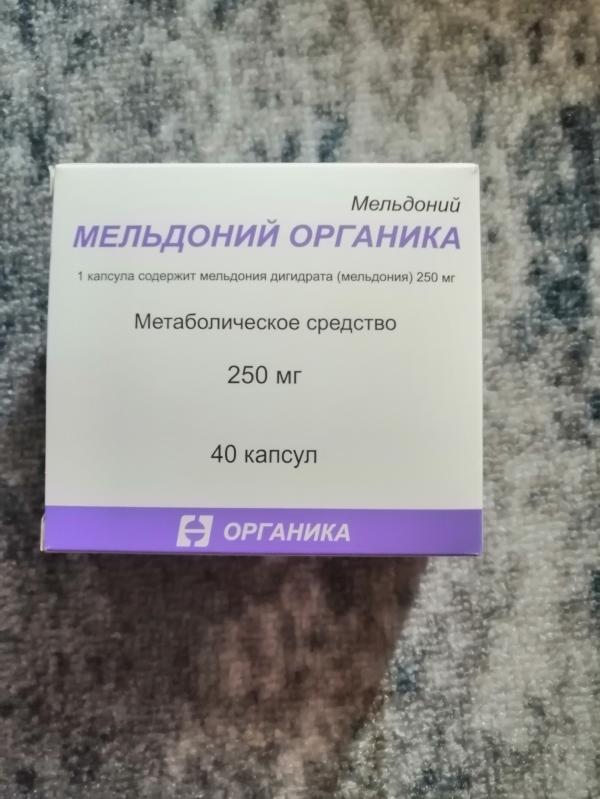 Мельдоний
МЕЛЬДОНИЙ ОРГАНИКА
1 капсула содержит мельдония дигидрата (мельдония) 250 мг
Метаболическое средство
250 мг
40 капсул
ОРГАНИКА